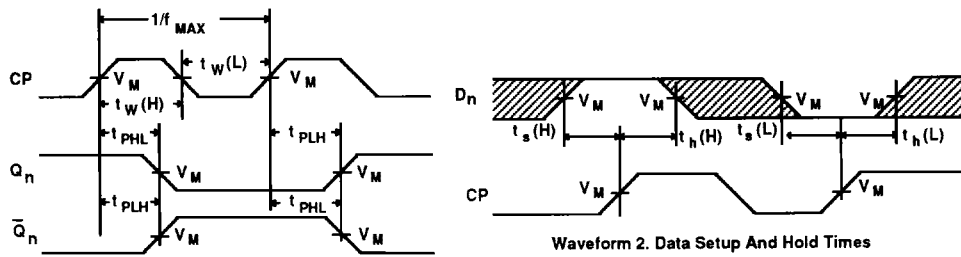 1/f MAX
CP
V M
t W(L)
V M
t W(H)
t PHL
t PLH
Q n
V M
V M
t PLH
t PHL
Q̄ n
V M
V M
D n
V M
V M
V M
V M
t s(H)
t h(H)
t s(L)
t h(L)
CP
V M
V M
Waveform 2. Data Setup And Hold Times